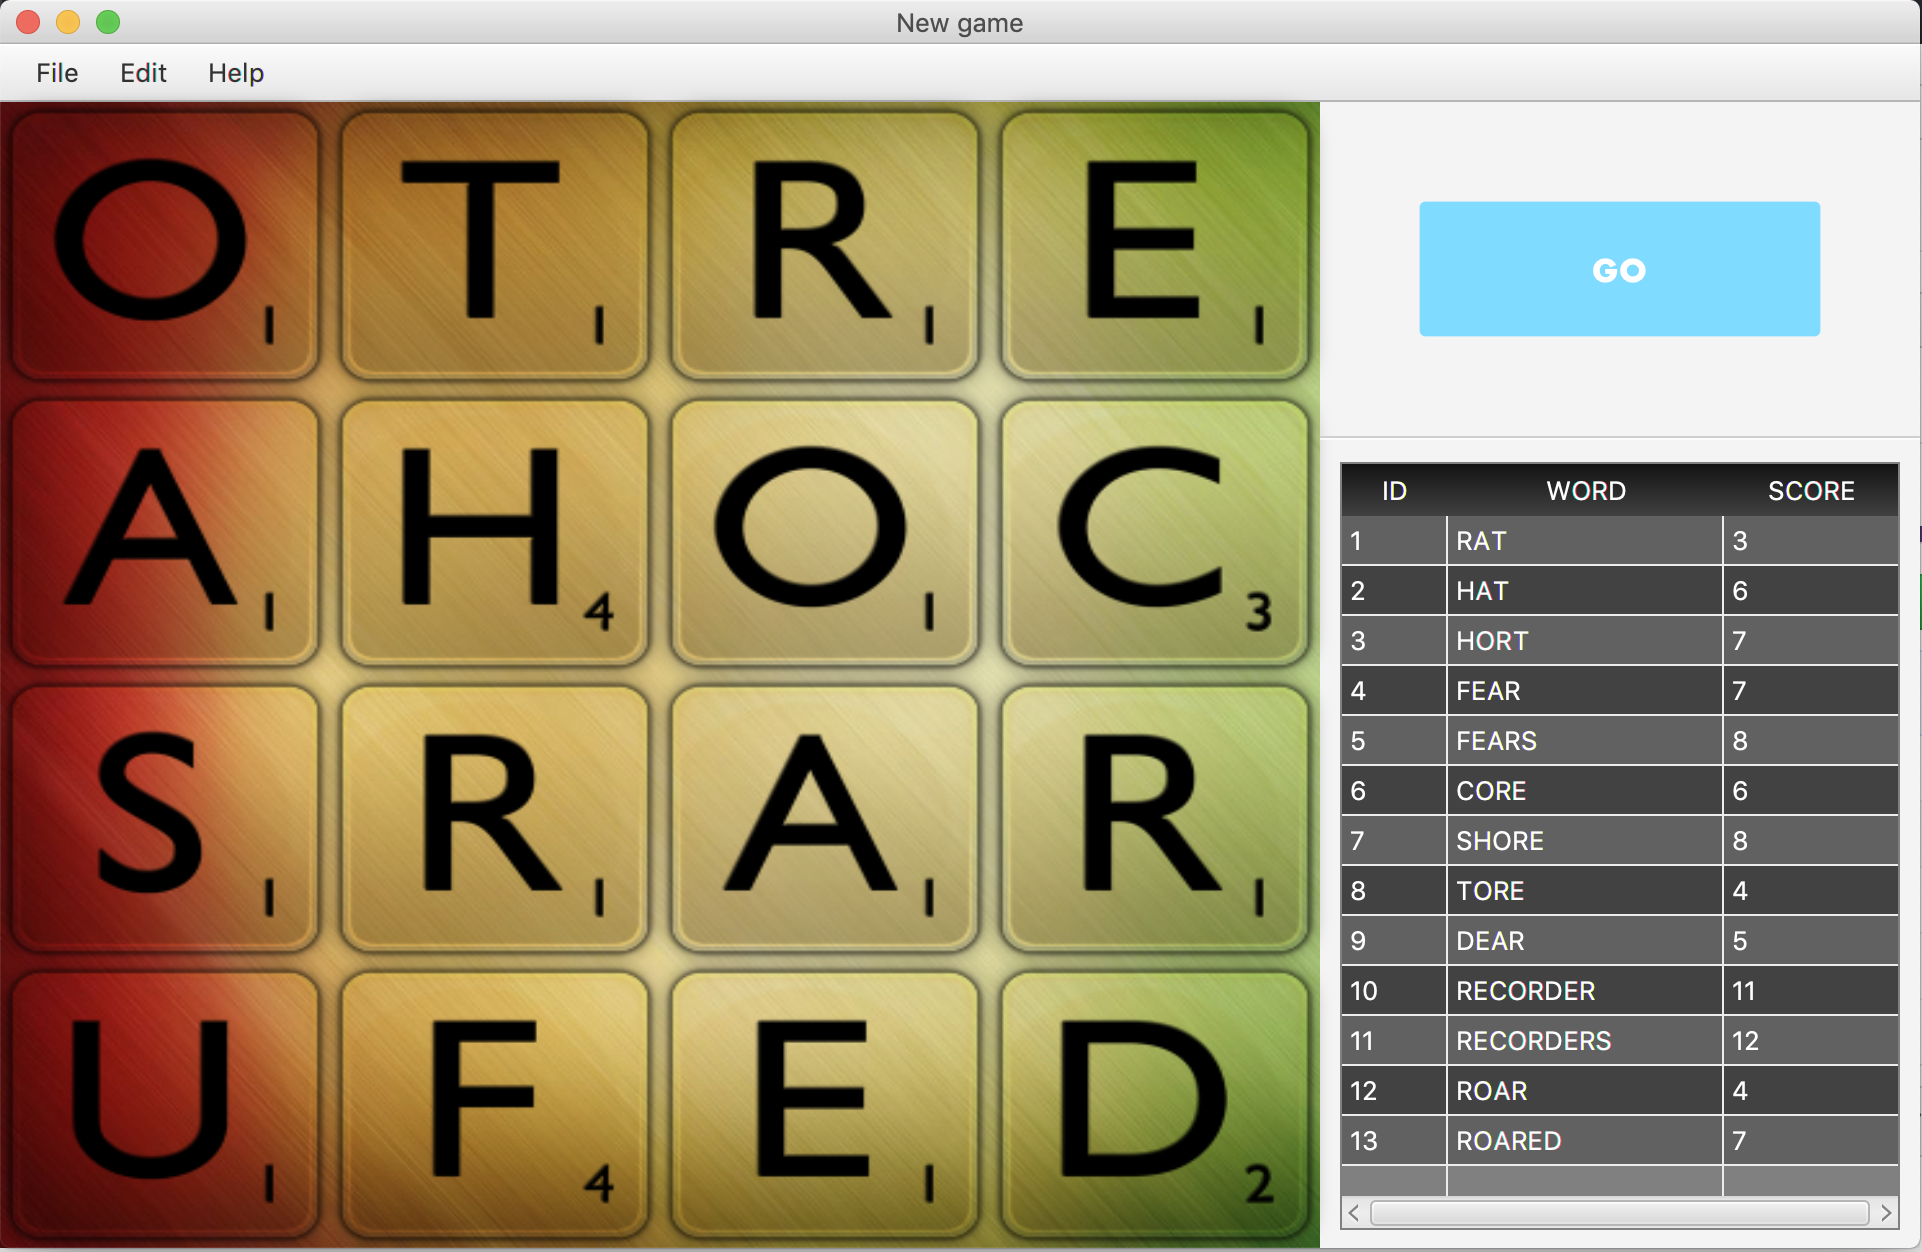 New game
File Edit Help
O 1 T 1 R 1 E 1
A 1 H 4 O 1 C 3
S 1 R 1 A 1 R 1
U 1 F 4 E 1 D 2
GO
ID WORD SCORE
1 RAT 3
2 HAT 6
3 HORT 7
4 FEAR 7
5 FEARS 8
6 CORE 6
7 SHORE 8
8 TORE 4
9 DEAR 5
10 RECORDER 11
11 RECORDERS 12
12 ROAR 4
13 ROARED 7